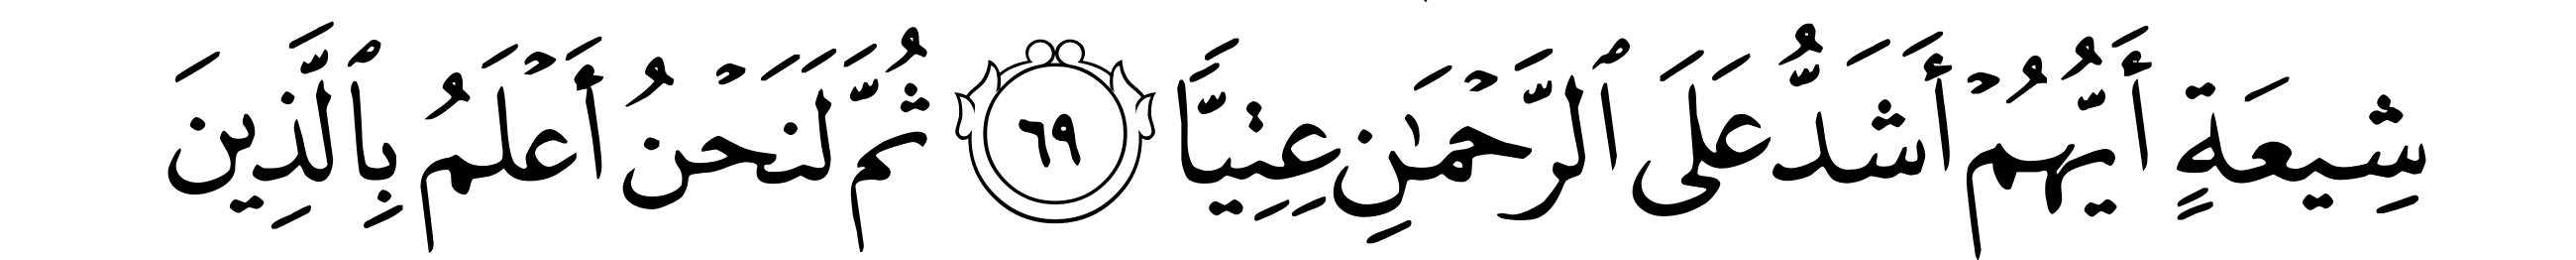 شِيعَةٍ أَيُّهُمْ أَشَدُّ عَلَى ٱلرَّحْمَٰنِ عِتِيًّا ٦٩ ثُمَّ لَنَحْنُ أَعْلَمُ بِٱلَّذِينَ